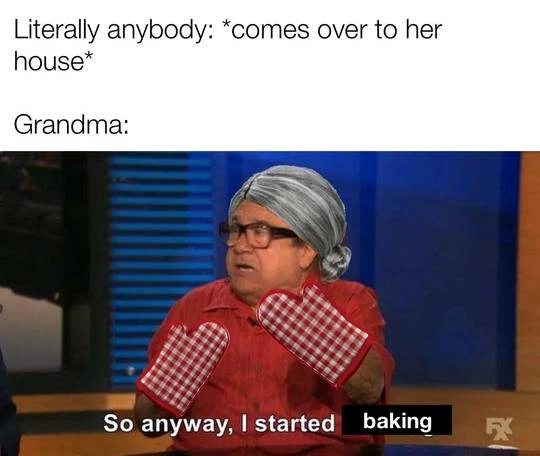 Literally anybody: *comes over to her
house*
Grandma:
So anyway, I started baking
FX